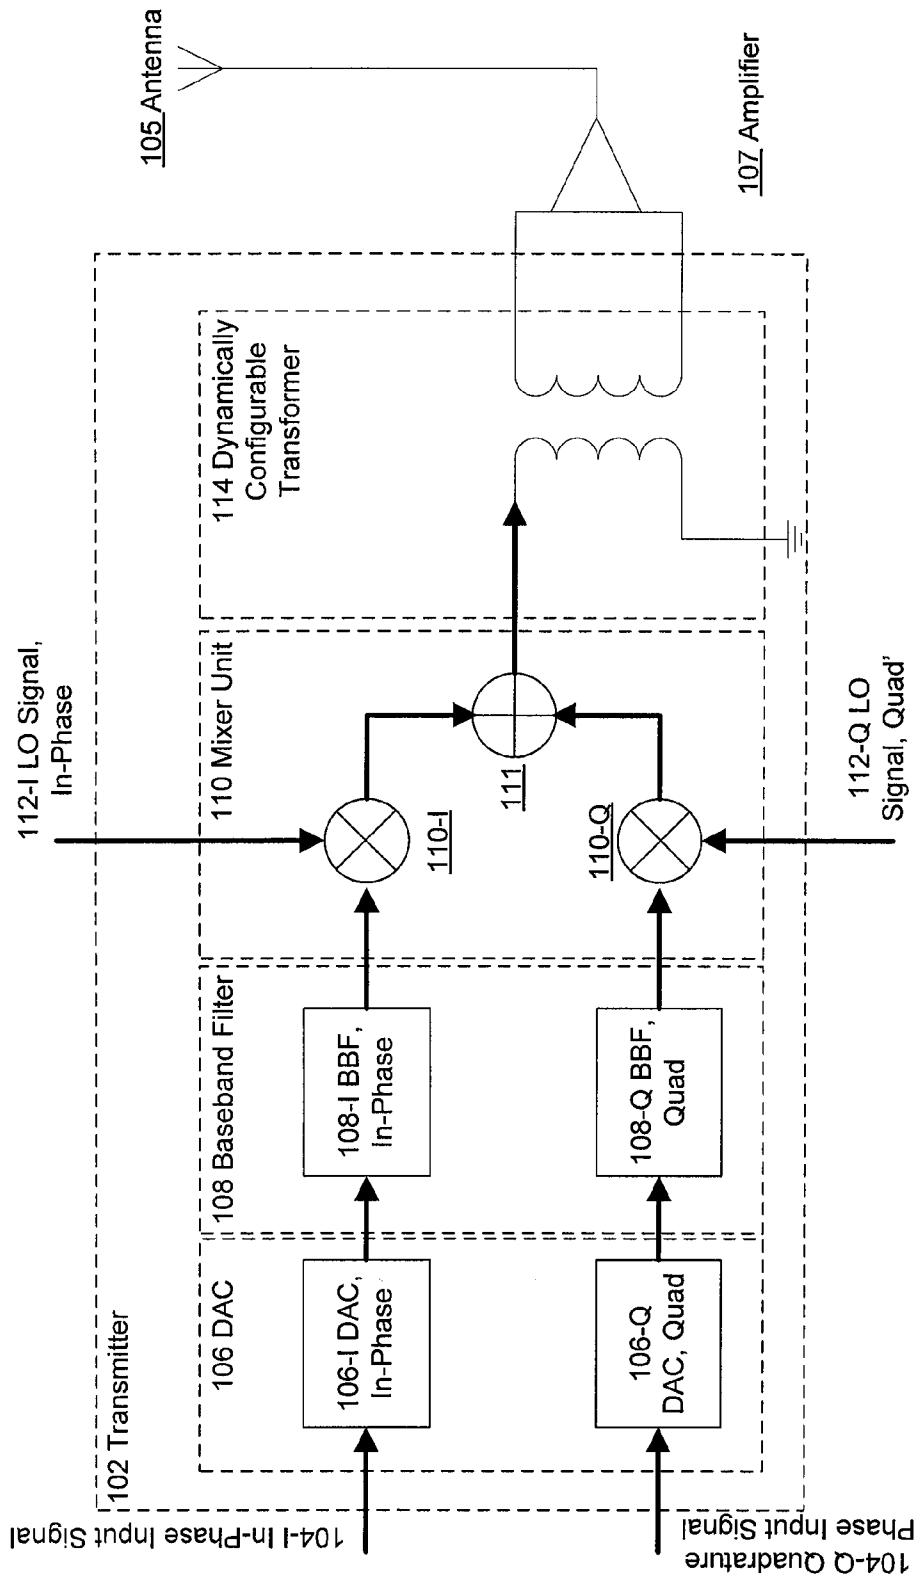 102 Transmitter
104-I In-Phase Input Signal
104-Q Quadrature
Phase Input Signal
106 DAC
106-I DAC,
In-Phase
106-Q
DAC, Quad
108 Baseband Filter
108-I BBF,
In-Phase
108-Q BBF,
Quad
112-I LO Signal,
In-Phase
110 Mixer Unit
110-I
110-Q
111
112-Q LO
Signal, Quad'
114 Dynamically
Configurable
Transformer
105 Antenna
107 Amplifier